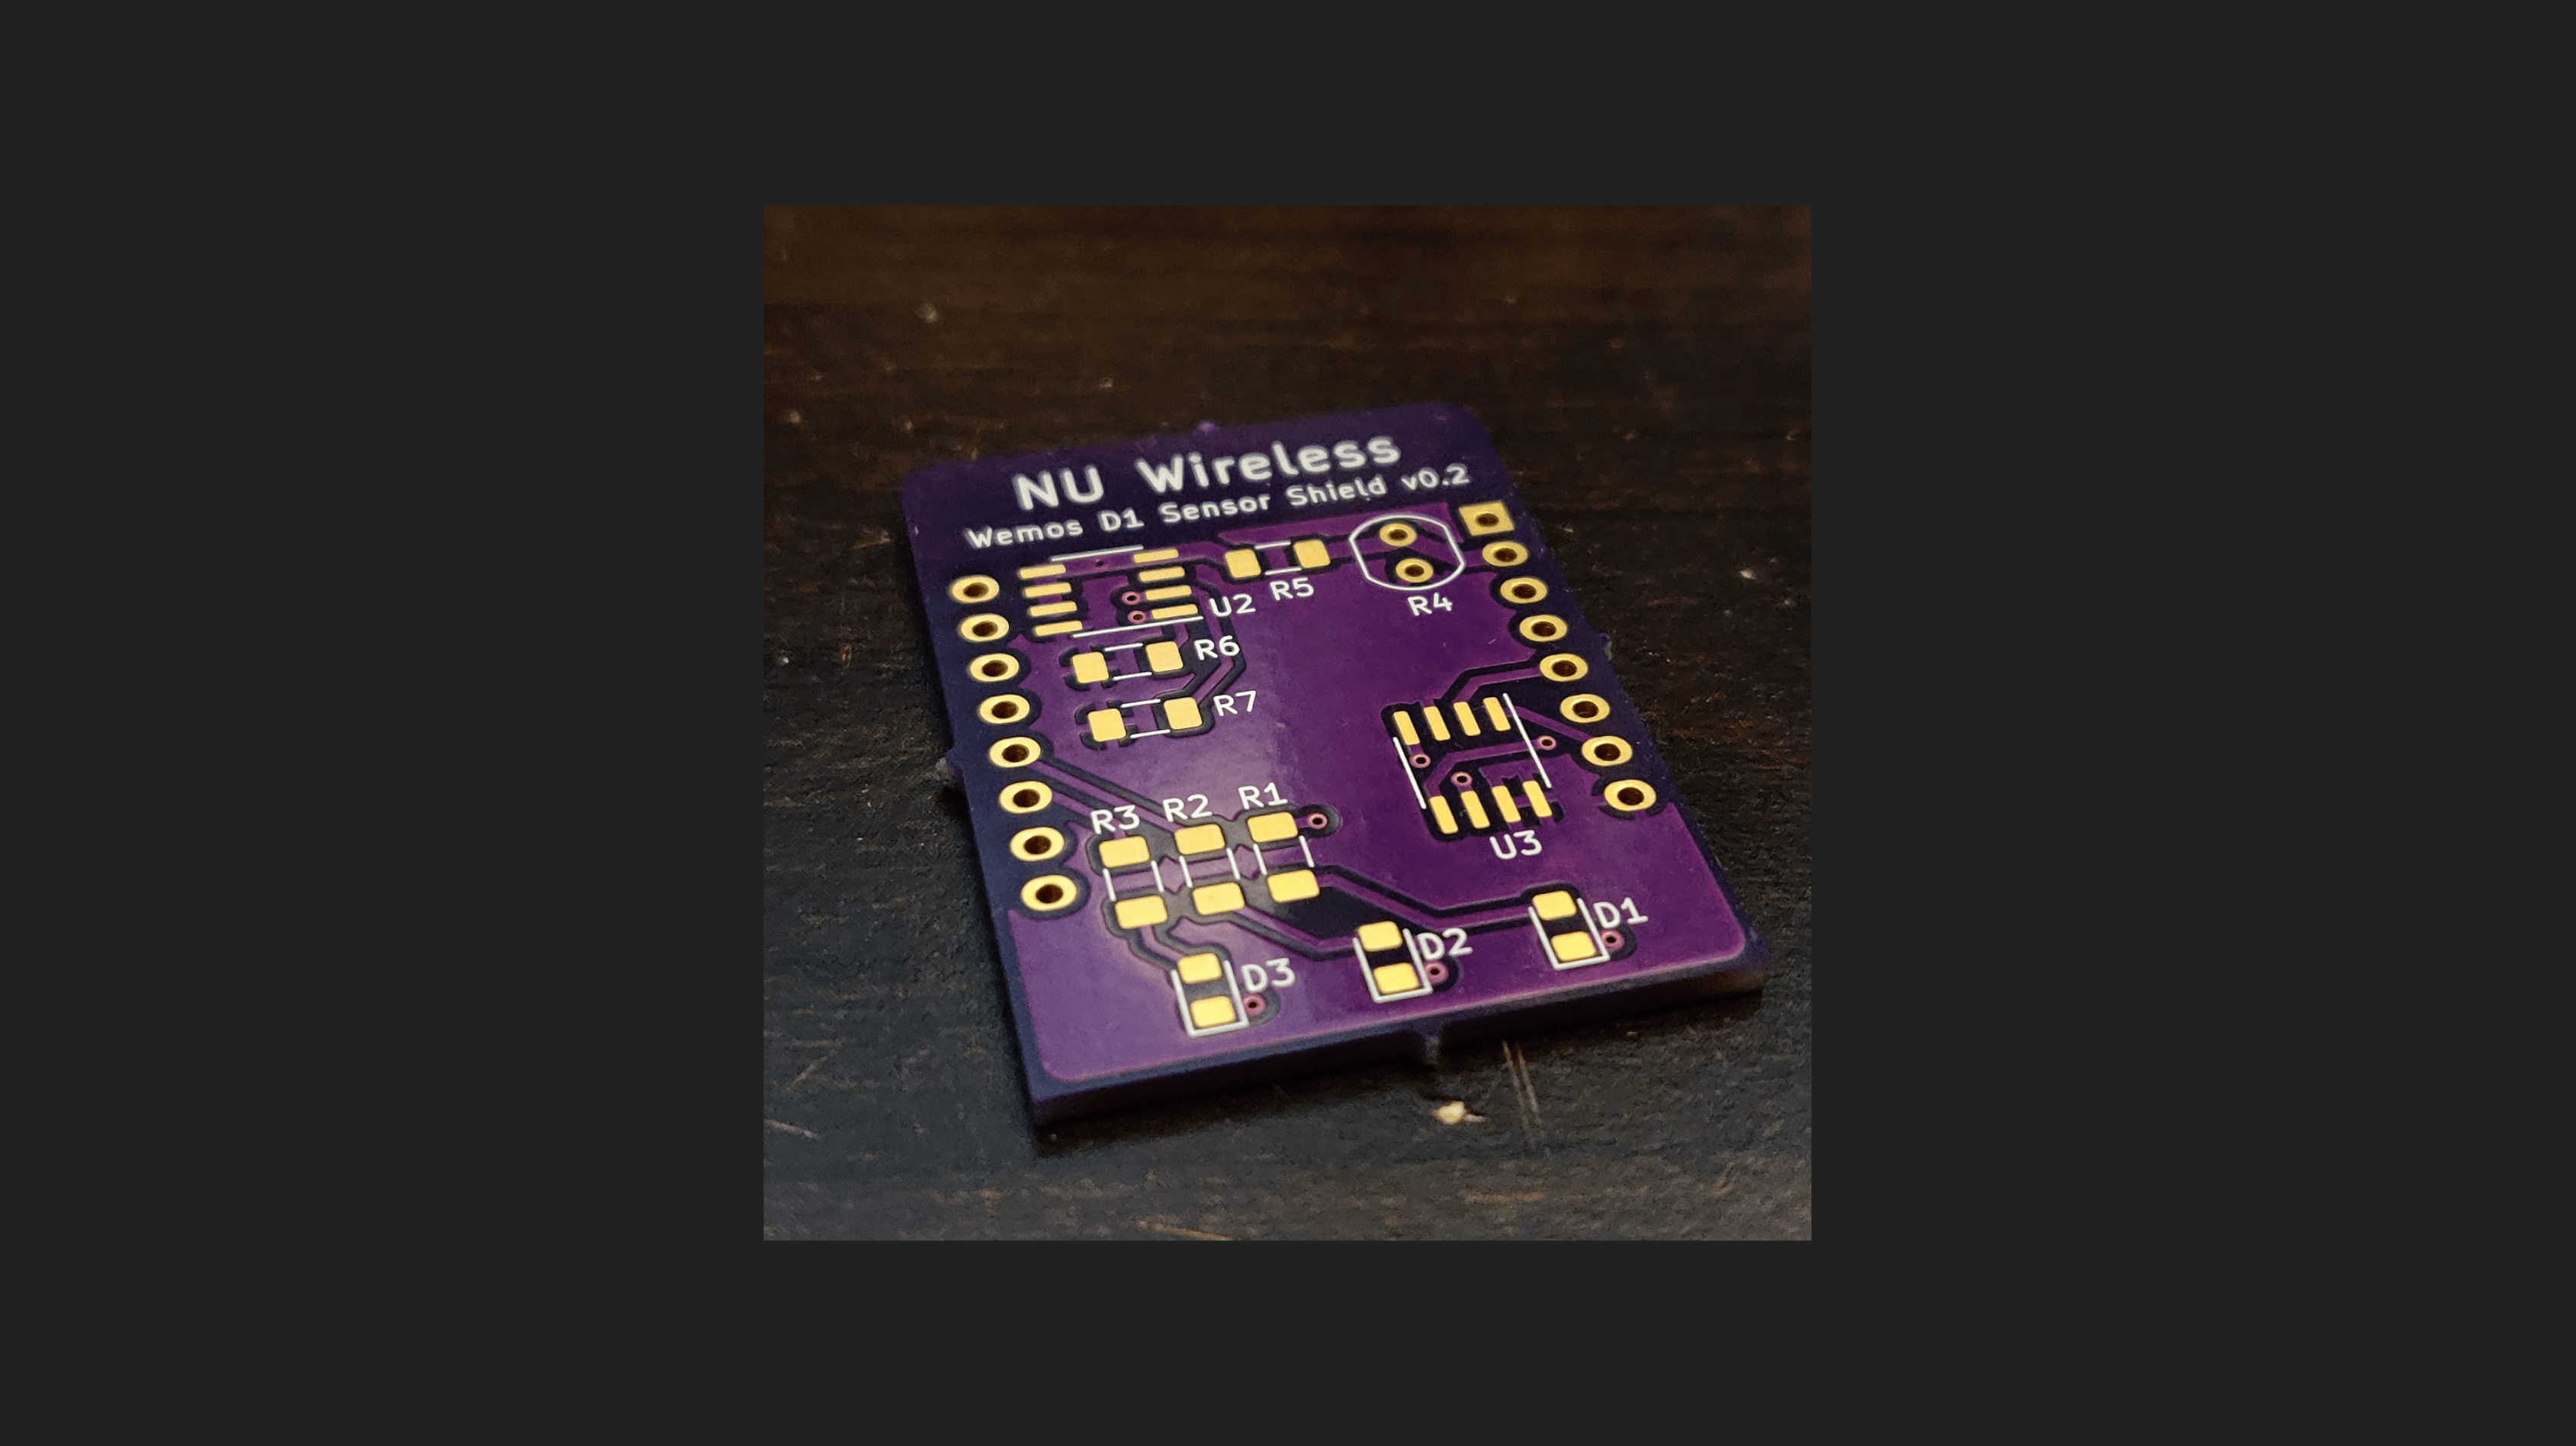 NU Wireless
Wemos D1 Sensor Shield v0.2
U2
R5
R4
R6
R7
R3
R2
R1
U3
D3
D2
D1